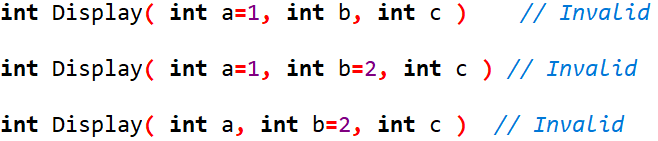 int Display( int a=1, int b, int c )    // Invalid
int Display( int a=1, int b=2, int c ) // Invalid
int Display( int a, int b=2, int c )  // Invalid